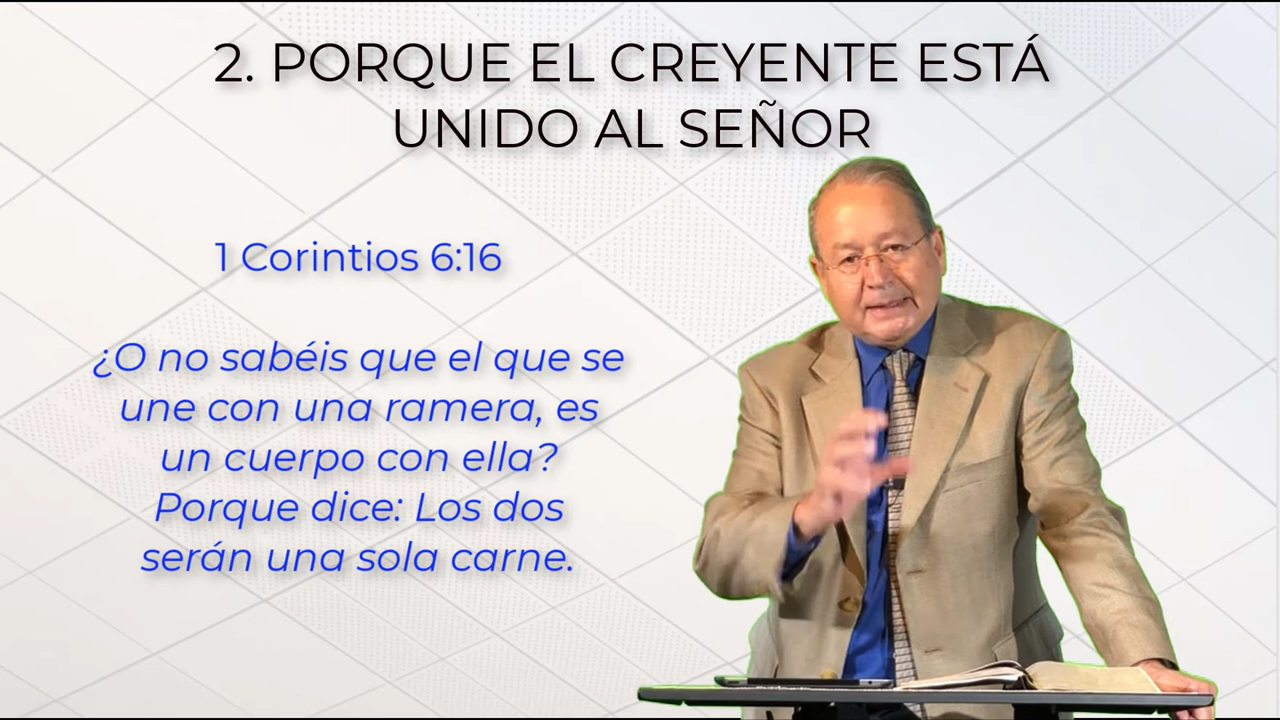 2. PORQUE EL CREYENTE ESTÁ
UNIDO AL SEÑOR
1 Corintios 6:16
¿O no sabéis que el que se
une con una ramera, es
un cuerpo con ella?
Porque dice: Los dos
serán una sola carne.